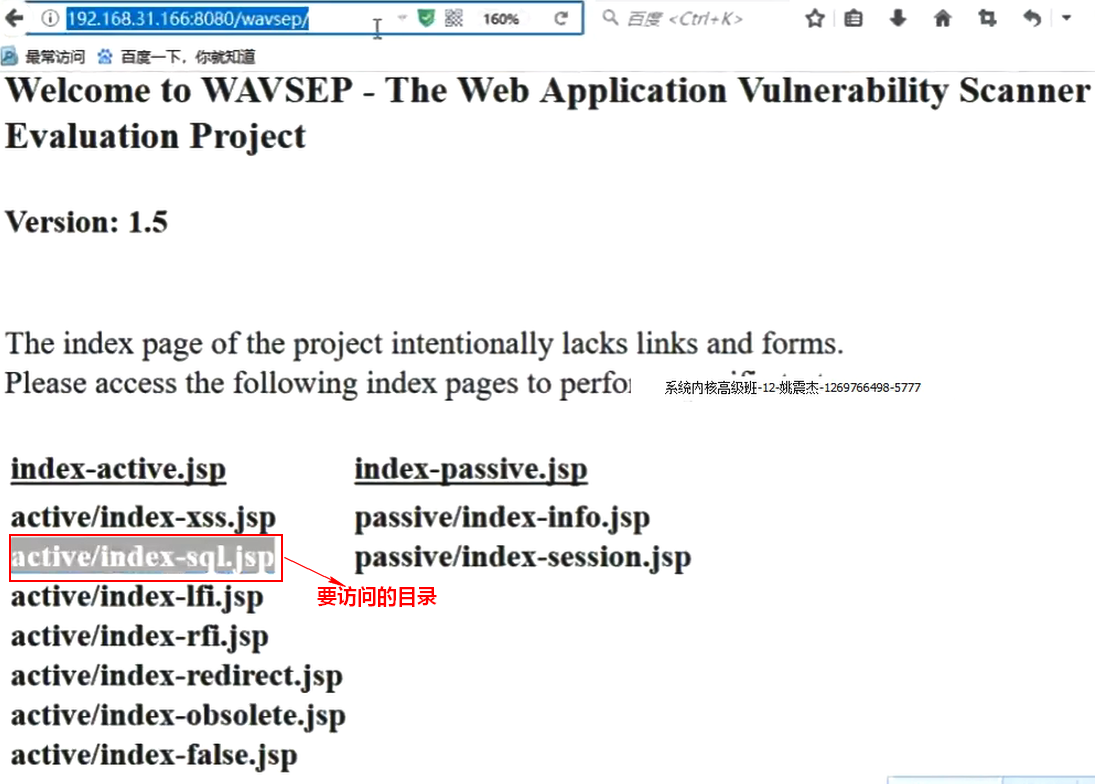 192.168.31.166:8080/wavsep/
160%
百度 <Ctrl+K>
最常访问 百度一下，你就知道
Welcome to WAVSEP - The Web Application Vulnerability Scanner
Evaluation Project
Version: 1.5
The index page of the project intentionally lacks links and forms.
Please access the following index pages to
系统内核高级班-12-姚震杰-1269766498-5777
index-active.jsp index-passive.jsp
active/index-xss.jsp passive/index-info.jsp
active/index-sql.jsp passive/index-session.jsp
active/index-lfi.jsp 要访问的目录
active/index-rfi.jsp
active/index-redirect.jsp
active/index-obsolete.jsp
active/index-false.jsp